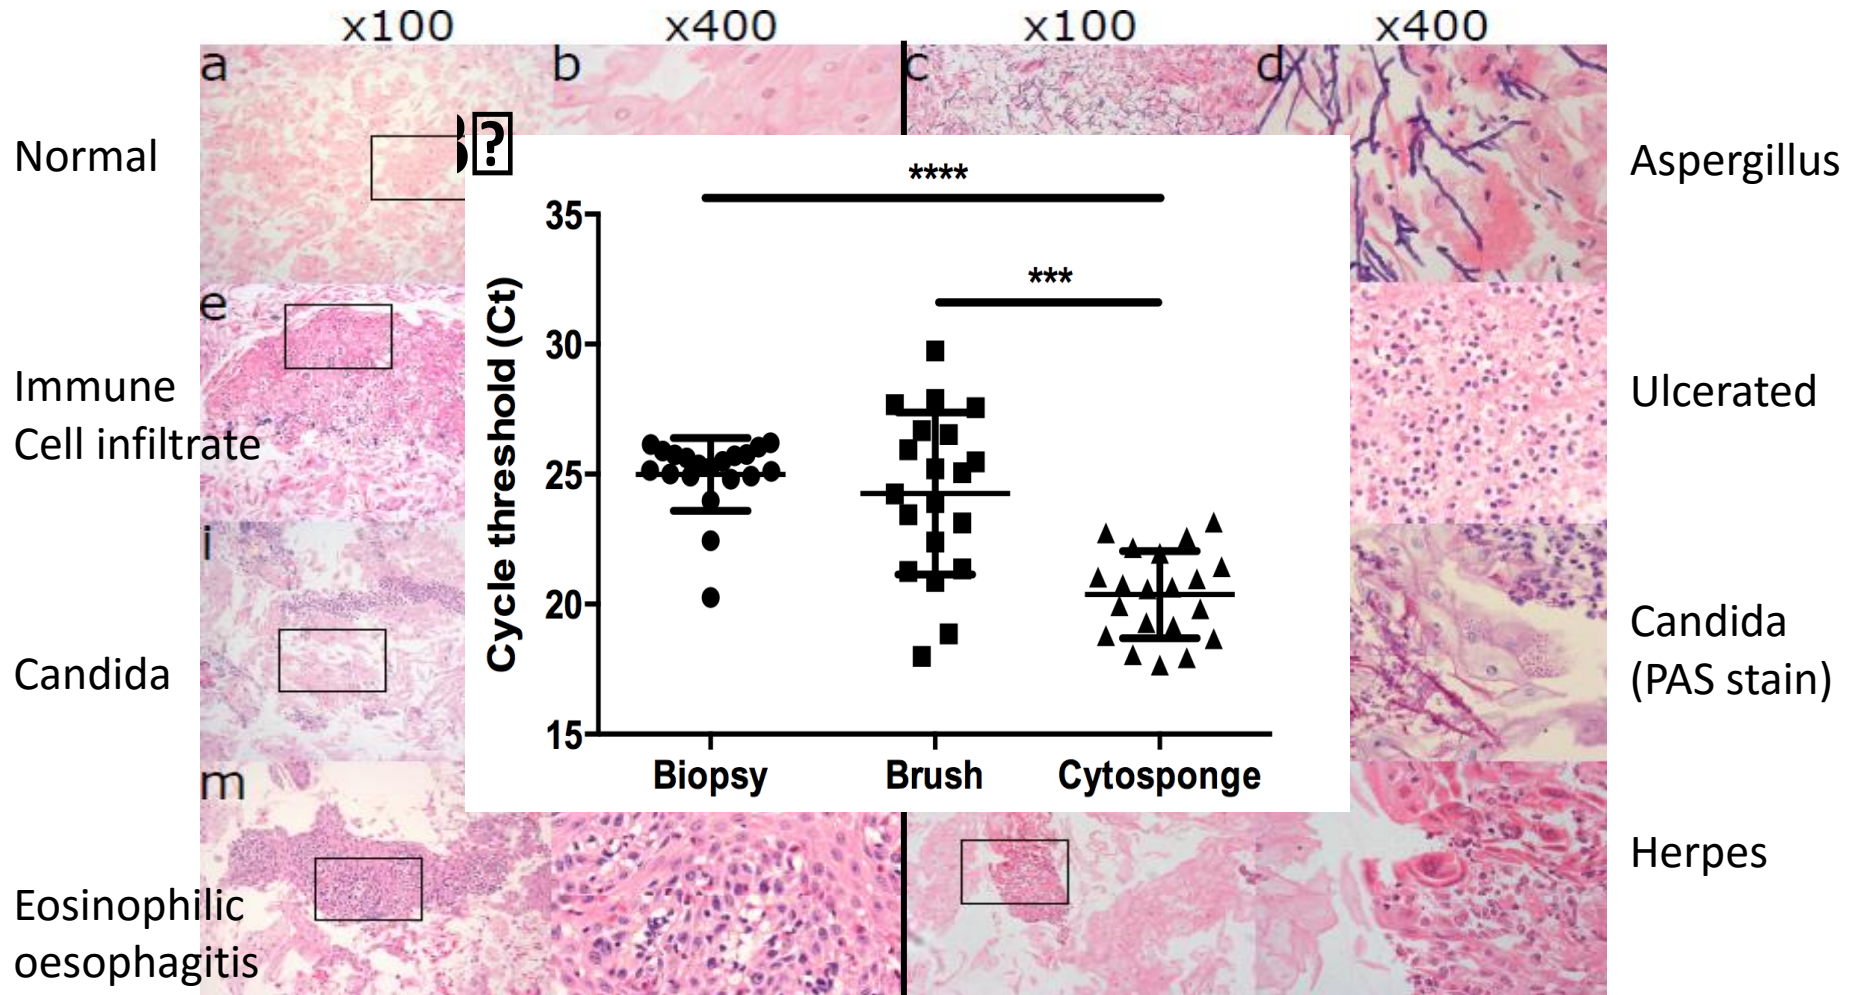 x100
x400
x100
x400
a
b
c
d
Normal
Aspergillus
****
35
***
e
30
Immune
Cell infiltrate
Ulcerated
Cycle threshold (Ct)
25
i
20
Candida
Candida
(PAS stain)
15
Biopsy
Brush
Cytosponge
m
Herpes
Eosinophilic
oesophagitis